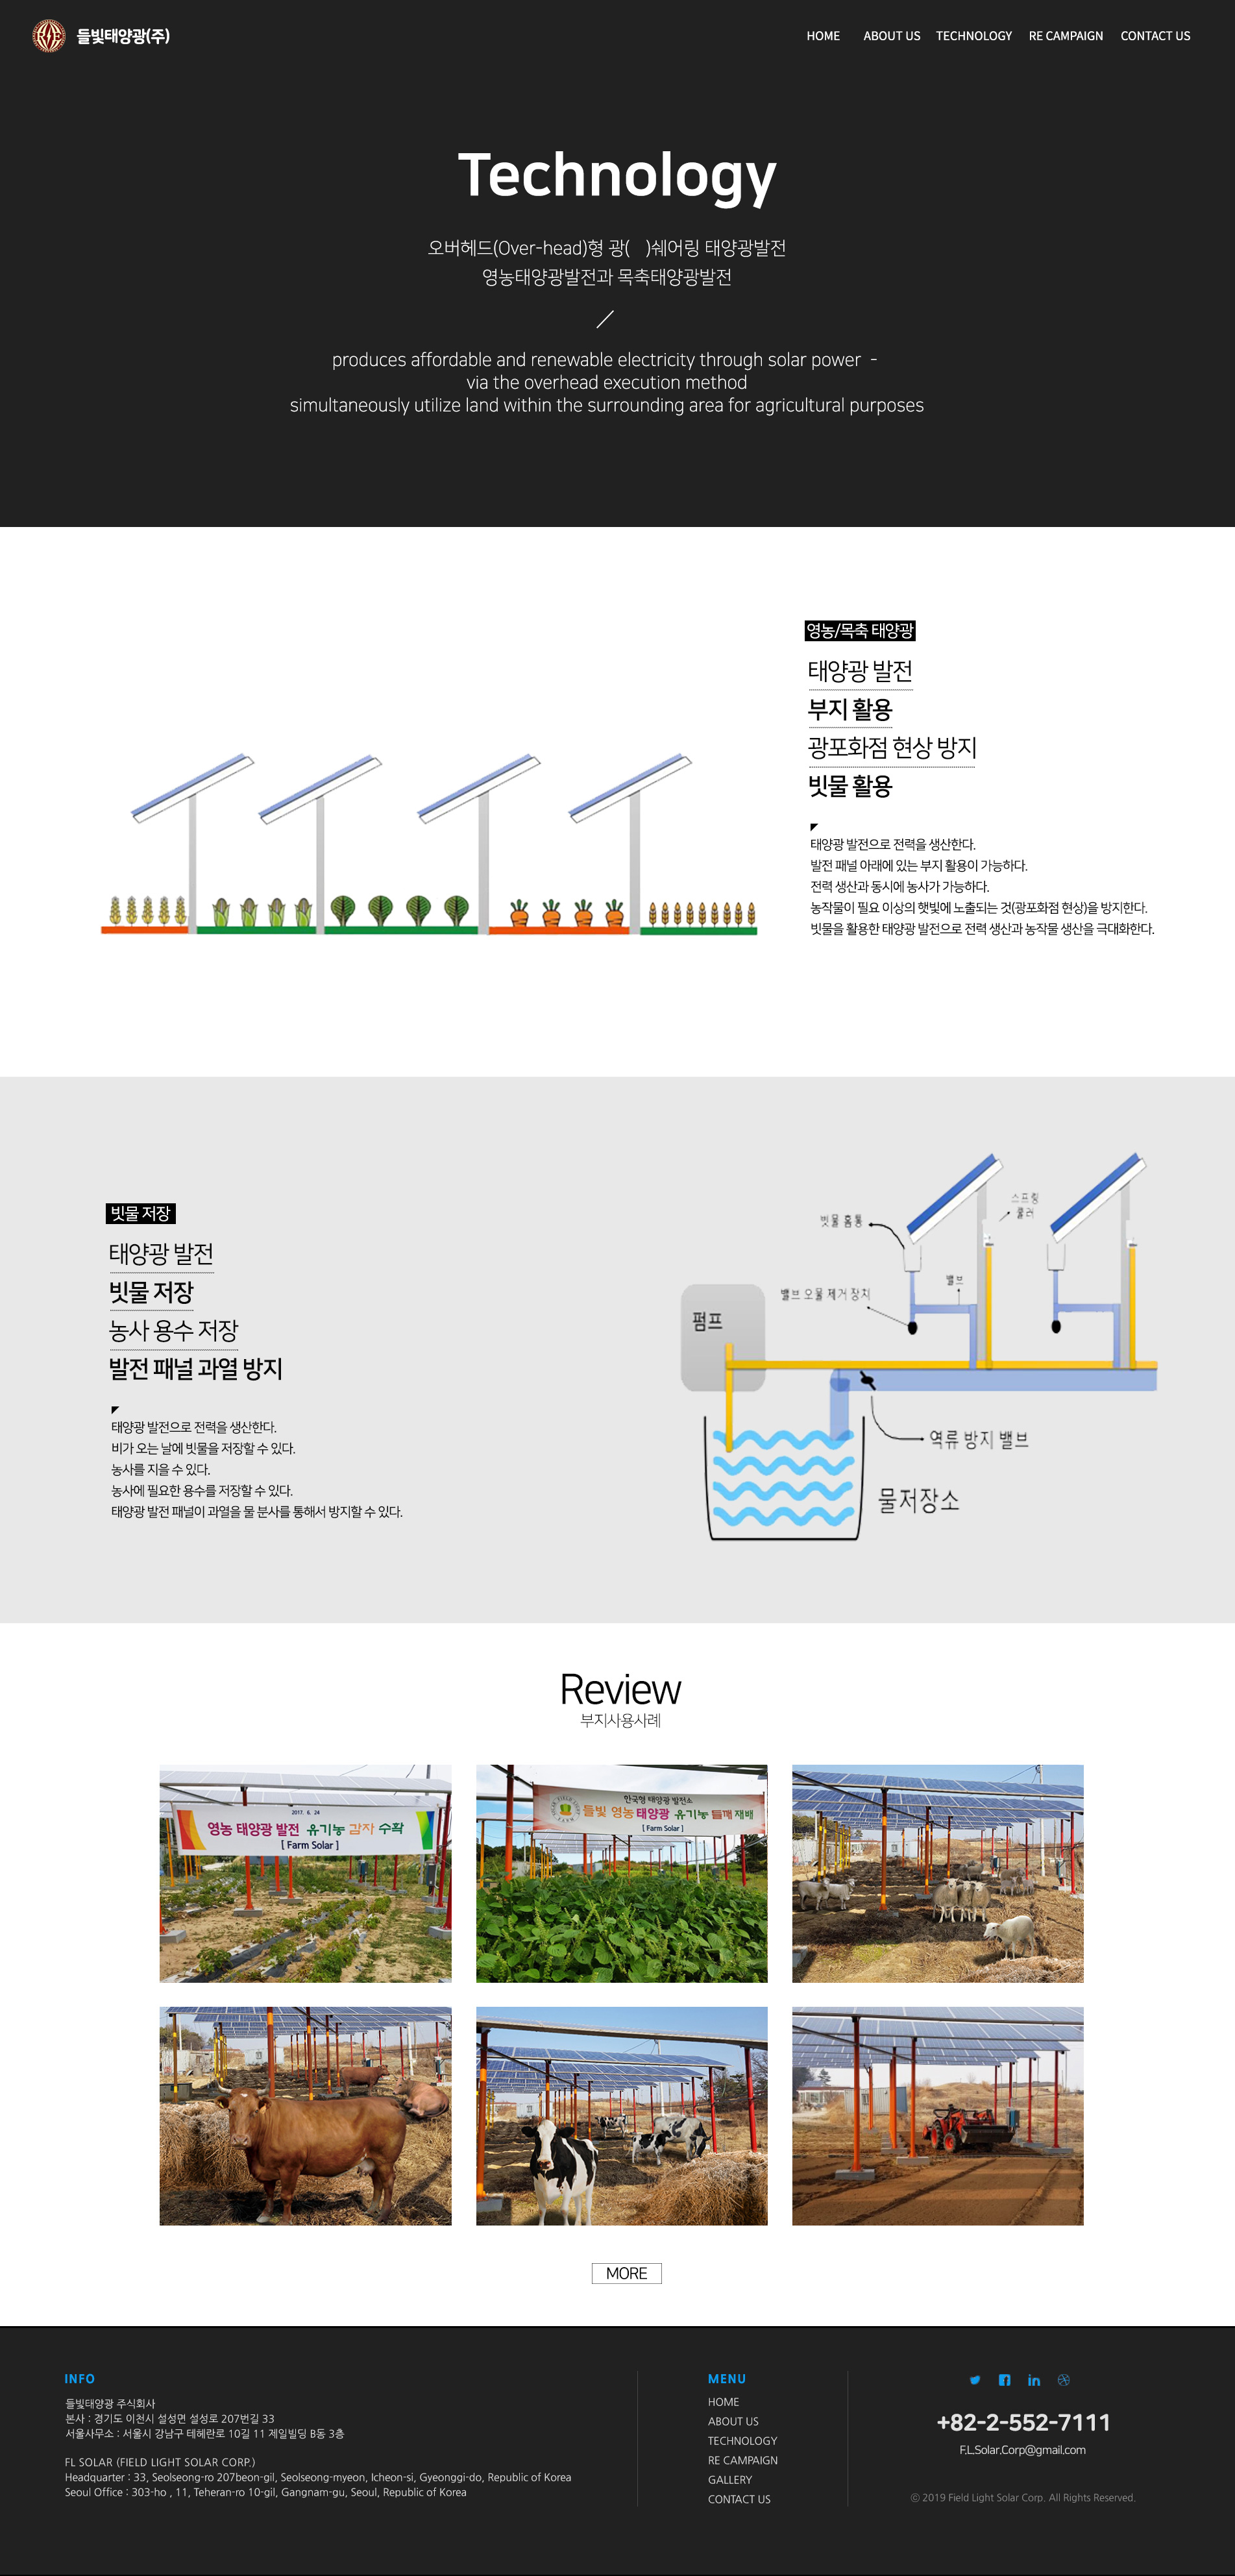 들빛태양광(주)
HOME ABOUT US TECHNOLOGY RE CAMPAIGN CONTACT US
Technology
오버헤드(Over-head)형 광( )쉐어링 태양광발전
영농태양광발전과 목축태양광발전
produces affordable and renewable electricity through solar power -
via the overhead execution method
simultaneously utilize land within the surrounding area for agricultural purposes
영농/목축 태양광
태양광 발전
부지 활용
광포화점 현상 방지
빗물 활용
태양광 발전으로 전력을 생산한다.
발전 패널 아래에 있는 부지 활용이 가능하다.
전력 생산과 동시에 농사가 가능하다.
농작물이 필요 이상의 햇빛에 노출되는 것(광포화점 현상)을 방지한다.
빗물을 활용한 태양광 발전으로 전력 생산과 농작물 생산을 극대화한다.
빗물 저장
태양광 발전
빗물 저장
농사 용수 저장
발전 패널 과열 방지
태양광 발전으로 전력을 생산한다.
비가 오는 날에 빗물을 저장할 수 있다.
농사를 지을 수 있다.
농사에 필요한 용수를 저장할 수 있다.
태양광 발전 패널이 과열을 물 분사를 통해서 방지할 수 있다.
스프링
쿨러
빗물 홈통
밸브
밸브 오물 제거 장치
펌프
역류 방지 밸브
물저장소
Review
부지사용사례
2017. 6. 24
영농 태양광 발전 유기농 감자 수확
[ Farm Solar ]
한국형 태양광 발전소
들빛 영농 태양광 유기농 들깨 재배
[ Farm Solar ]
MORE
INFO
들빛태양광 주식회사
본사 : 경기도 이천시 설성면 설성로 207번길 33
서울사무소 : 서울시 강남구 테헤란로 10길 11 제일빌딩 B동 3층
FL SOLAR (FIELD LIGHT SOLAR CORP.)
Headquarter : 33, Seolseong-ro 207beon-gil, Seolseong-myeon, Icheon-si, Gyeonggi-do, Republic of Korea
Seoul Office : 303-ho , 11, Teheran-ro 10-gil, Gangnam-gu, Seoul, Republic of Korea
MENU
HOME
ABOUT US
TECHNOLOGY
RE CAMPAIGN
GALLERY
CONTACT US
+82-2-552-7111
F.L.Solar.Corp@gmail.com
ⓒ 2019 Field Light Solar Corp. All Rights Reserved.